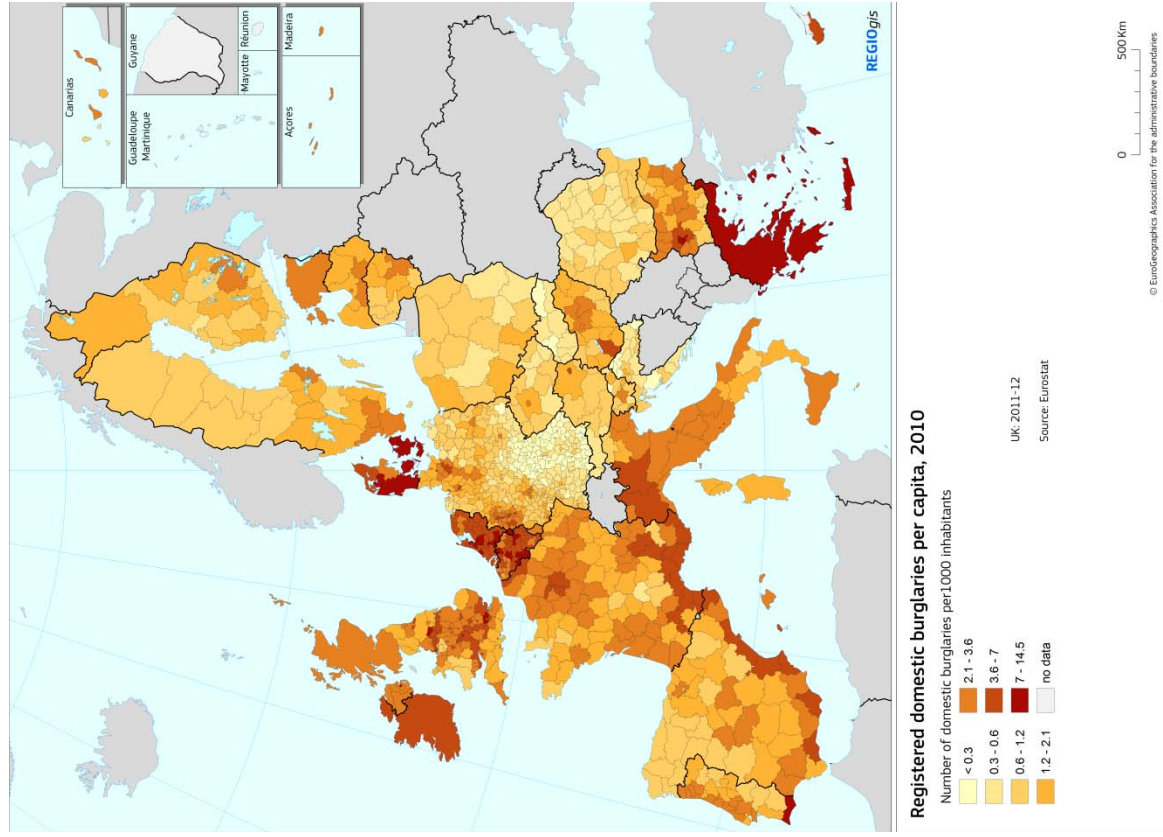 Canarias
Guadeloupe
Martinique
Guyane
Mayotte
Réunion
Açores
Madeira
REGIOgis
Registered domestic burglaries per capita, 2010
Number of domestic burglaries per1000 inhabitants
< 0.3
0.3 - 0.6
0.6 - 1.2
1.2 - 2.1
2.1 - 3.6
3.6 - 7
7 - 14.5
no data
UK: 2011-12
Source: Eurostat
0 500 Km
© EuroGeographics Association for the administrative boundaries